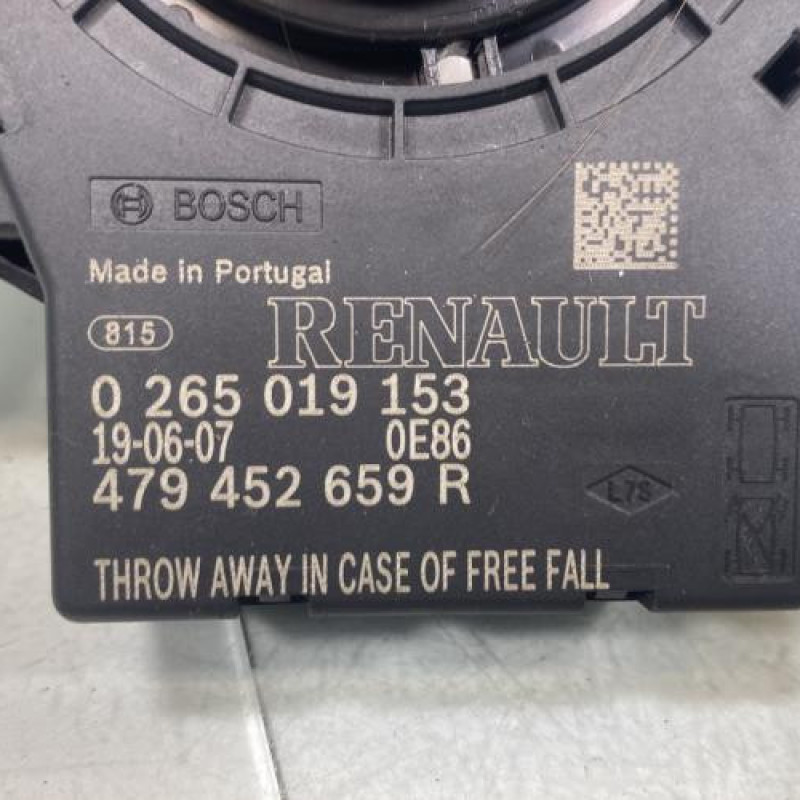 BOSCH
Made in Portugal
815
RENAULT
0 265 019 153
19-06-07 0E86
479 452 659 R
L7S
THROW AWAY IN CASE OF FREE FALL